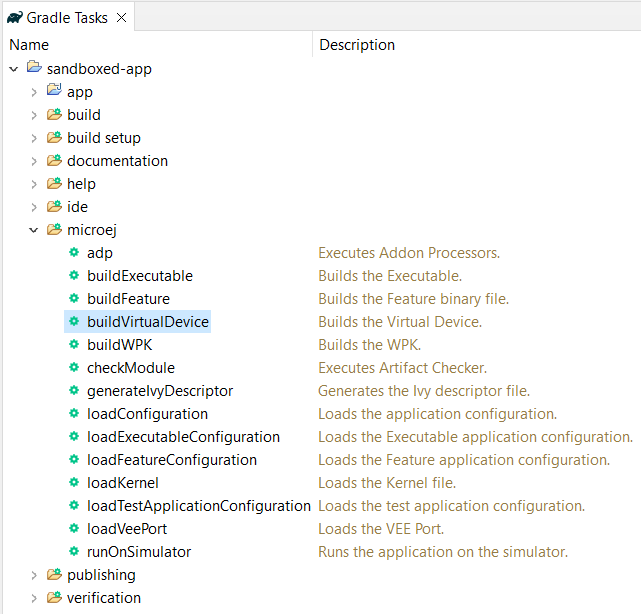 Gradle Tasks
Name Description
sandboxed-app
app
build
build setup
documentation
help
ide
microej
adp Executes Addon Processors.
buildExecutable Builds the Executable.
buildFeature Builds the Feature binary file.
buildVirtualDevice Builds the Virtual Device.
buildWPK Builds the WPK.
checkModule Executes Artifact Checker.
generateIvyDescriptor Generates the Ivy descriptor file.
loadConfiguration Loads the application configuration.
loadExecutableConfiguration Loads the Executable application configuration.
loadFeatureConfiguration Loads the Feature application configuration.
loadKernel Loads the Kernel file.
loadTestApplicationConfiguration Loads the test application configuration.
loadVeePort Loads the VEE Port.
runOnSimulator Runs the application on the simulator.
publishing
verification